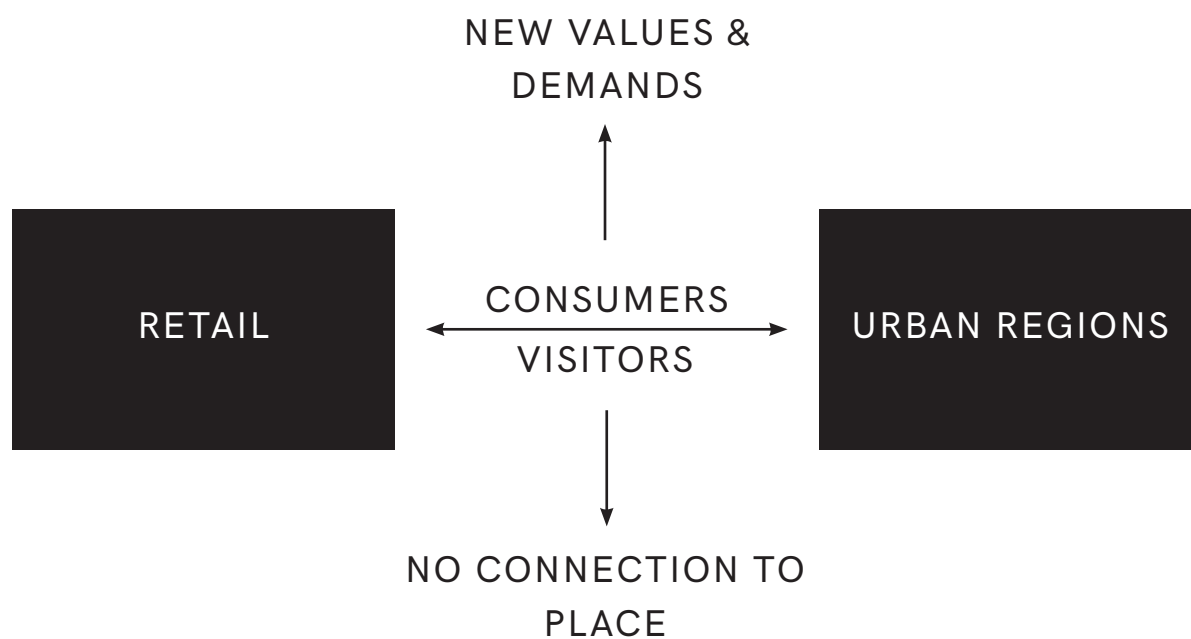 NEW VALUES &
DEMANDS
RETAIL
CONSUMERS
VISITORS
URBAN REGIONS
NO CONNECTION TO
PLACE